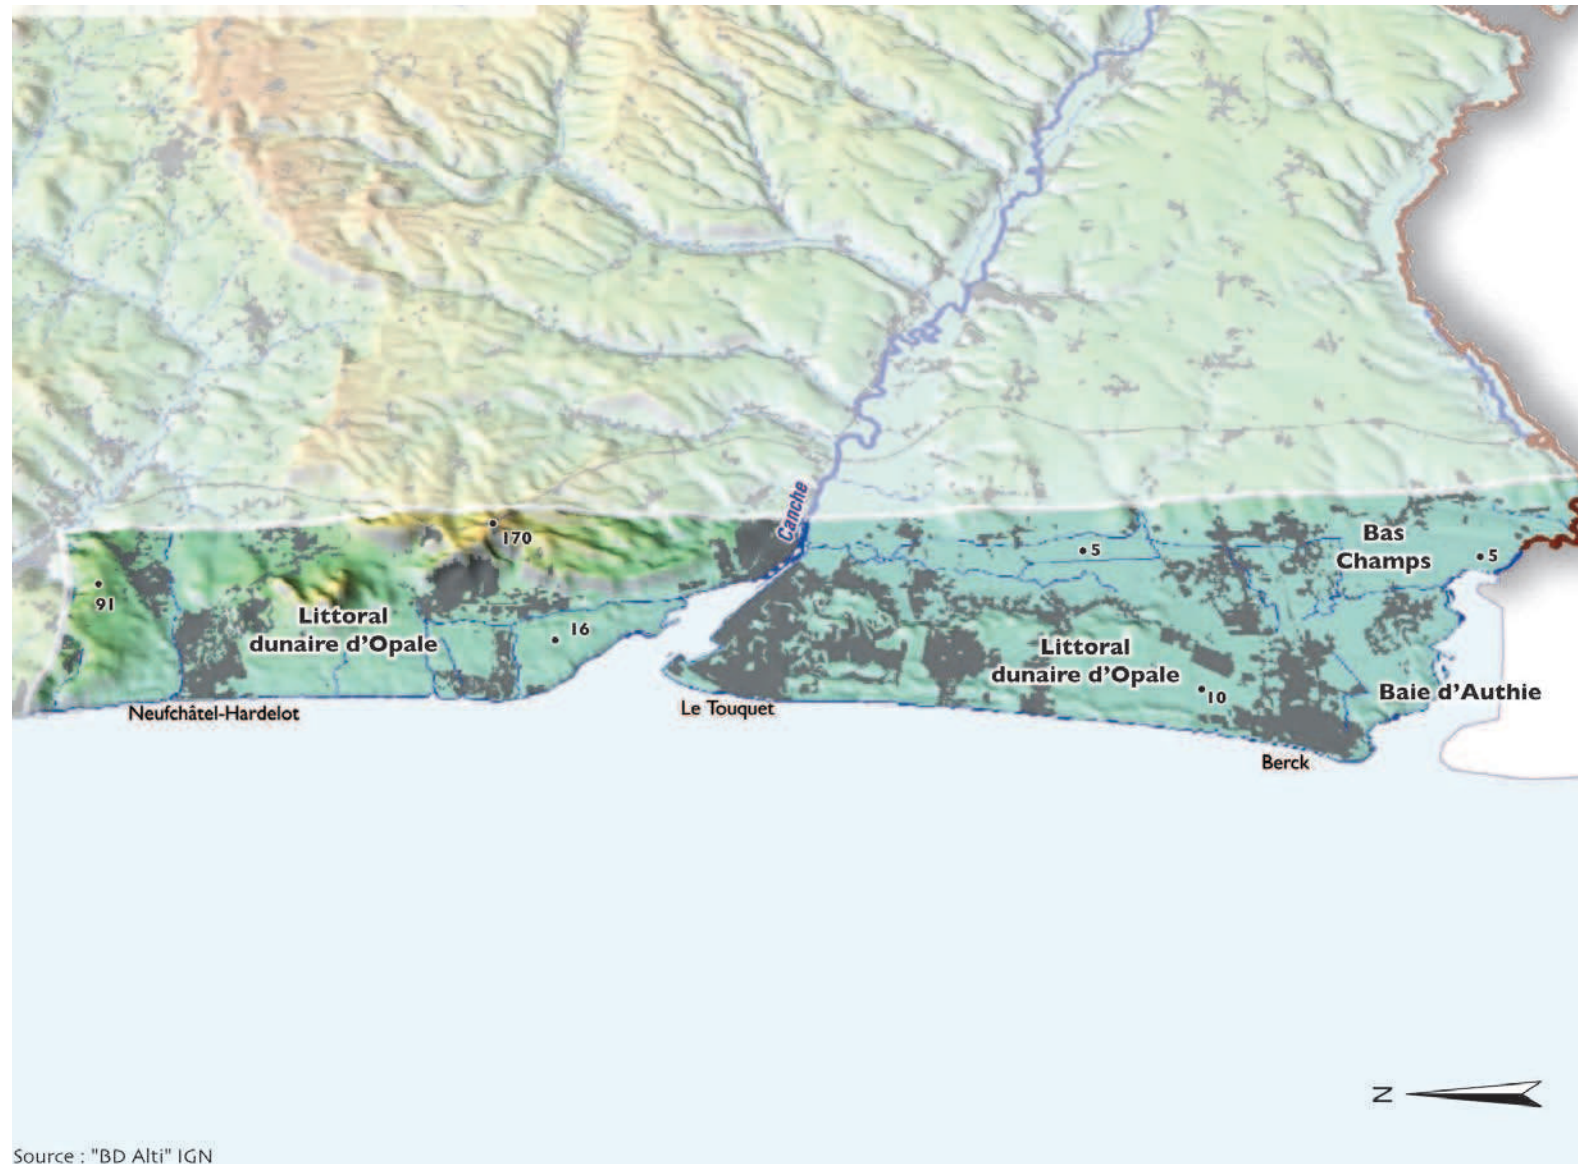 Canche
170
Bas
Champs
5
5
91
Littoral
dunaire d'Opale
16
Littoral
dunaire d'Opale
10
Baie d'Authie
Neufchâtel-Hardelot
Le Touquet
Berck
N
Source : "BD Alti" IGN